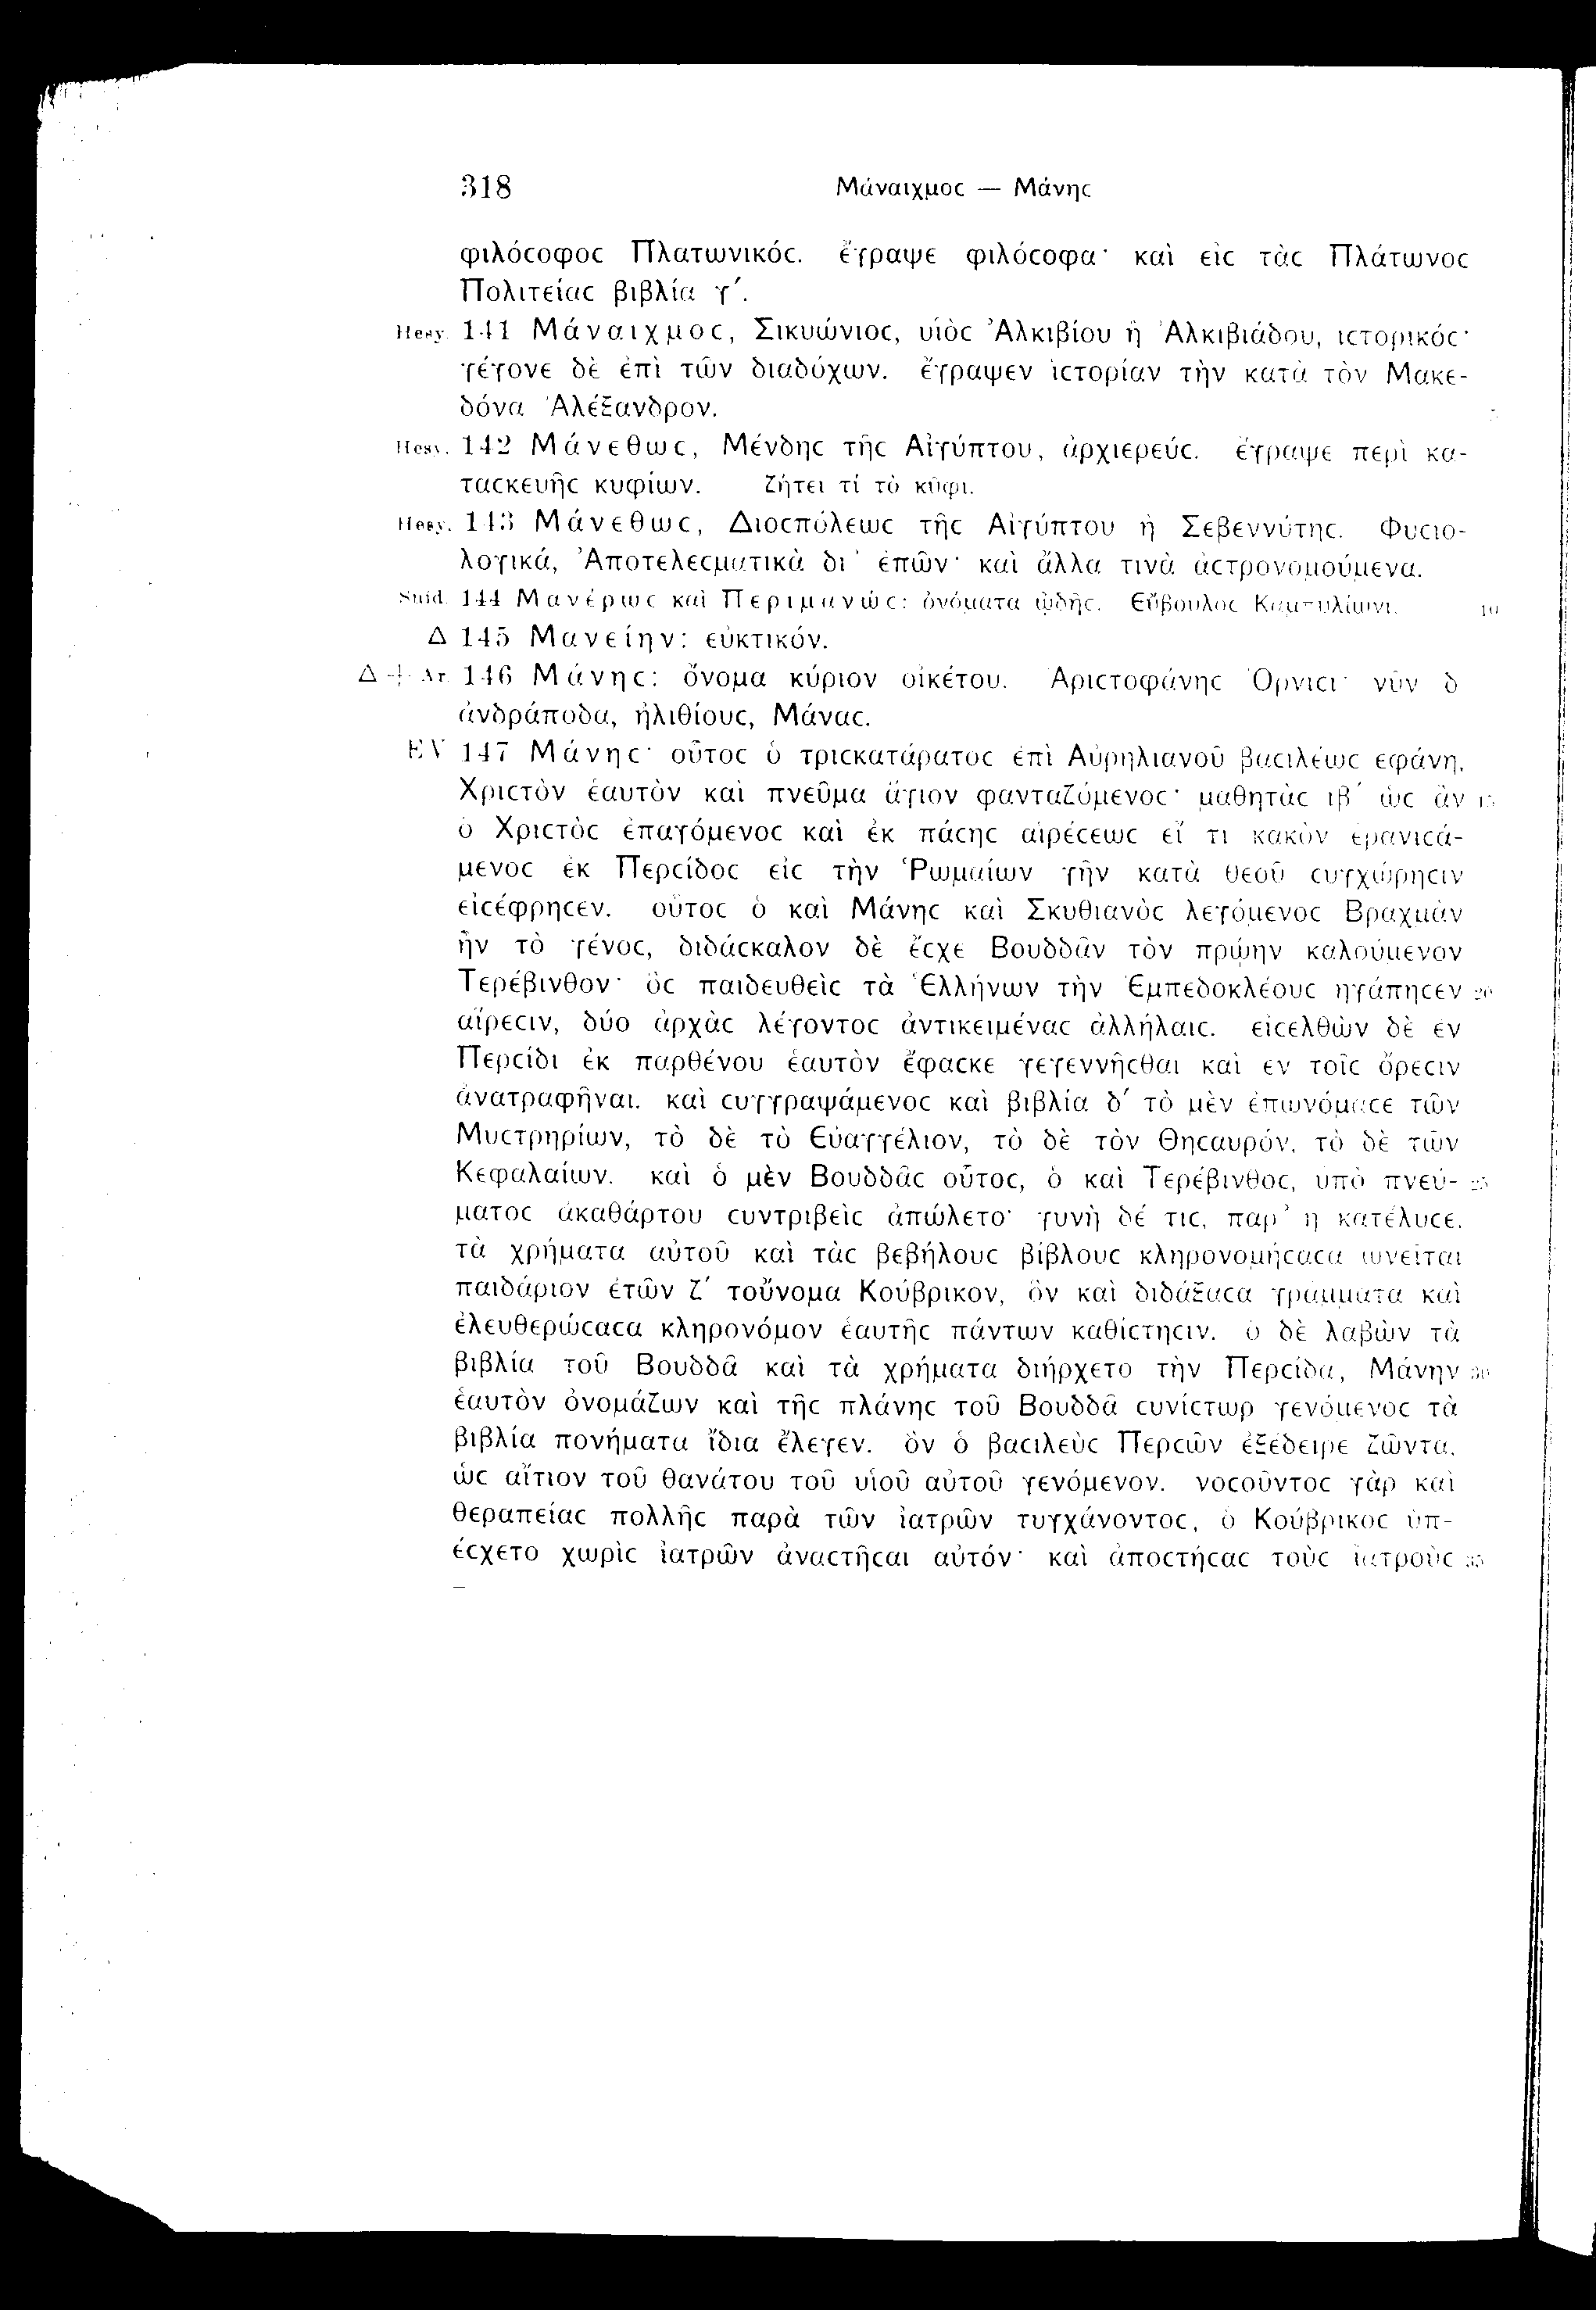 318 Μάναιχμοϲ — Μάνηϲ
φιλόϲοφοϲ Πλατωνικόϲ. ἔγραψε φιλόϲοφα· καὶ εἰϲ τὰϲ Πλάτωνοϲ
Πολιτείαϲ βιβλία γ΄.
Hesy. 141 Μάναιχμοϲ, Σικυώνιοϲ, υἱὸϲ Ἀλκιβίου ἢ Ἀλκιβιάδου, ἱϲτορικόϲ·
γέγονε δὲ ἐπὶ τῶν διαδόχων. ἔγραψεν ἱϲτορίαν τὴν κατὰ τὸν Μακε-
δόνα Ἀλέξανδρον. 5
Hesy. 142 Μάνεθωϲ, Μένδηϲ τῆϲ Αἰγύπτου, ἀρχιερεύϲ. ἔγραψε περὶ κα-
ταϲκευῆϲ κυφίων. ζήτει τί τὸ κῦφι.
Hesy. 143 Μάνεθωϲ, Διοϲπόλεωϲ τῆϲ Αἰγύπτου ἢ Σεβεννύτηϲ. Φυϲιο-
λογικά, Ἀποτελεϲματικὰ δι᾽ ἐπῶν· καὶ ἄλλα τινὰ ἀϲτρονομούμενα.
Suid. 144 Μανέρωϲ καὶ Περιμανώϲ: ὀνόματα ᾠδῆϲ. Εὔβουλοϲ Καμπυλίωνι. 10
Δ 145 Μανείην: εὐκτικόν.
Δ + Ar. 146 Μάνηϲ: ὄνομα κύριον οἰκέτου. Ἀριϲτοφάνηϲ Ὄρνιϲι· νῦν δ
ἀνδράποδα, ἠλιθίουϲ, Μάναϲ.
EV 147 Μάνηϲ· οὗτοϲ ὁ τριϲκατάρατοϲ ἐπὶ Αὐρηλιανοῦ βαϲιλέωϲ ἐφάνη,
Χριϲτὸν ἑαυτὸν καὶ πνεῦμα ἅγιον φανταζόμενοϲ· μαθητὰϲ ιβ΄ ὡϲ ἂν 15
ὁ Χριϲτὸϲ ἐπαγόμενοϲ καὶ ἐκ πάϲηϲ αἱρέϲεωϲ εἴ τι κακὸν ἐρανιϲά-
μενοϲ ἐκ Περϲίδοϲ εἰϲ τὴν Ῥωμαίων γῆν κατὰ θεοῦ ϲυγχώρηϲιν
εἰϲέφρηϲεν. οὗτοϲ ὁ καὶ Μάνηϲ καὶ Σκυθιανὸϲ λεγόμενοϲ Βραχμὰν
ἦν τὸ γένοϲ, διδάϲκαλον δὲ ἔϲχε Βουδδᾶν τὸν πρῴην καλούμενον
Τερέβινθον· ὃϲ παιδευθεὶϲ τὰ Ἑλλήνων τὴν Ἐμπεδοκλέουϲ ἠγάπηϲεν 20
αἵρεϲιν, δύο ἀρχὰϲ λέγοντοϲ ἀντικειμέναϲ ἀλλήλαιϲ. εἰϲελθὼν δὲ ἐν
Περϲίδι ἐκ παρθένου ἑαυτὸν ἔφαϲκε γεγεννῆϲθαι καὶ ἐν τοῖϲ ὄρεϲιν
ἀνατραφῆναι. καὶ ϲυγγραψάμενοϲ καὶ βιβλία δ΄ τὸ μὲν ἐπωνόμαϲε τῶν
Μυϲτρηρίων, τὸ δὲ τὸ Εὐαγγέλιον, τὸ δὲ τὸν Θηϲαυρόν, τὸ δὲ τῶν
Κεφαλαίων. καὶ ὁ μὲν Βουδδᾶϲ οὗτοϲ, ὁ καὶ Τερέβινθοϲ, ὑπὸ πνεύ- 25
ματοϲ ἀκαθάρτου ϲυντριβεὶϲ ἀπώλετο· γυνὴ δέ τιϲ, παρ᾽ ᾗ κατέλυϲε,
τὰ χρήματα αὐτοῦ καὶ τὰϲ βεβήλουϲ βίβλουϲ κληρονομήϲαϲα ὠνεῖται
παιδάριον ἐτῶν ζ΄ τοὔνομα Κούβρικον, ὃν καὶ διδάξαϲα γράμματα καὶ
ἐλευθερώϲαϲα κληρονόμον ἑαυτῆϲ πάντων καθίϲτηϲιν. ὁ δὲ λαβὼν τὰ
βιβλία τοῦ Βουδδᾶ καὶ τὰ χρήματα διήρχετο τὴν Περϲίδα, Μάνην 30
ἑαυτὸν ὀνομάζων καὶ τῆϲ πλάνηϲ τοῦ Βουδδᾶ ϲυνίϲτωρ γενόμενοϲ τὰ
βιβλία πονήματα ἴδια ἔλεγεν. ὃν ὁ βαϲιλεὺϲ Περϲῶν ἐξέδειρε ζῶντα,
ὡϲ αἴτιον τοῦ θανάτου τοῦ υἱοῦ αὐτοῦ γενόμενον. νοϲοῦντοϲ γὰρ καὶ
θεραπείαϲ πολλῆϲ παρὰ τῶν ἰατρῶν τυγχάνοντοϲ, ὁ Κούβρικοϲ ὑπ-
έϲχετο χωρὶϲ ἰατρῶν ἀναϲτῆϲαι αὐτόν· καὶ ἀποϲτήϲαϲ τοὺϲ ἰατροὺϲ 35